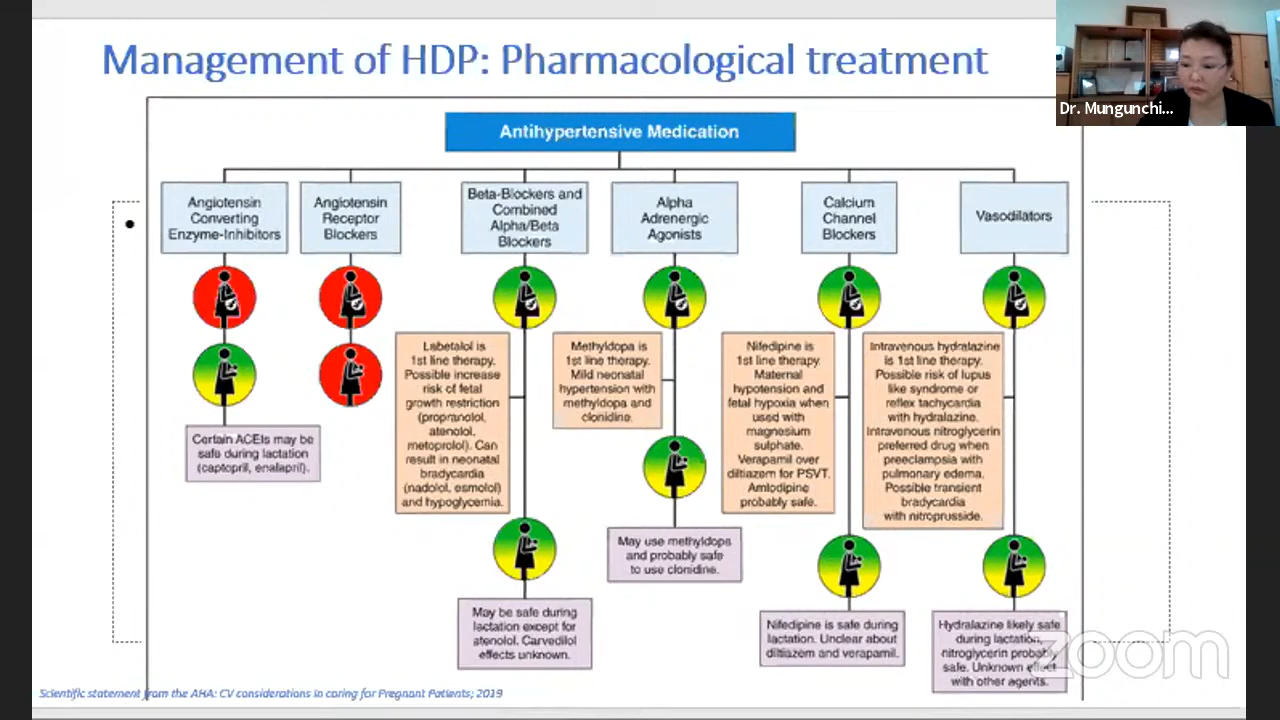 Management of HDP: Pharmacological treatment
Dr. Mungunchi...
Antihypertensive Medication
Angiotensin
Converting
Enzyme-Inhibitors
Angiotensin
Receptor
Blockers
Beta-Blockers and
Combined
Alpha/Beta
Blockers
Alpha
Adrenergic
Agonists
Calcium
Channel
Blockers
Vasodilators
Certain ACEIs may be
safe during lactation
(captopril, enalapril).
Labetalol is
1st line therapy.
Possible increase
risk of fetal
growth restriction
(propranolol,
atenolol,
metoprolol). Can
result in neonatal
bradycardia
(nadolol, esmolol)
and hypoglycemia.
May be safe during
lactation except for
atenolol. Carvedilol
effects unknown.
Methyldopa is
1st line therapy.
Mild neonatal
hypertension with
methyldopa and
clonidine.
May use methyldops
and probably safe
to use clonidine.
Nifedipine is
1st line therapy.
Maternal
hypotension and
fetal hypoxia when
used with
magnesium
sulphate.
Verapamil over
diltiazem for PSVT.
Amlodipine
probably safe.
Nifedipine is safe during
lactation. Unclear about
diltiazem and verapamil.
Intravenous hydralazine
is 1st line therapy.
Possible risk of lupus
like syndrome or
reflex tachycardia
with hydralazine.
Intravenous nitroglycerin
preferred drug when
preeclampsia with
pulmonary edema.
Possible transient
bradycardia
with nitroprusside.
Hydralazine likely safe
during lactation,
nitroglycerin probably
safe. Unknown effect
with other agents.
zoom
Scientific statement from the AHA: CV considerations in caring for Pregnant Patients; 2019